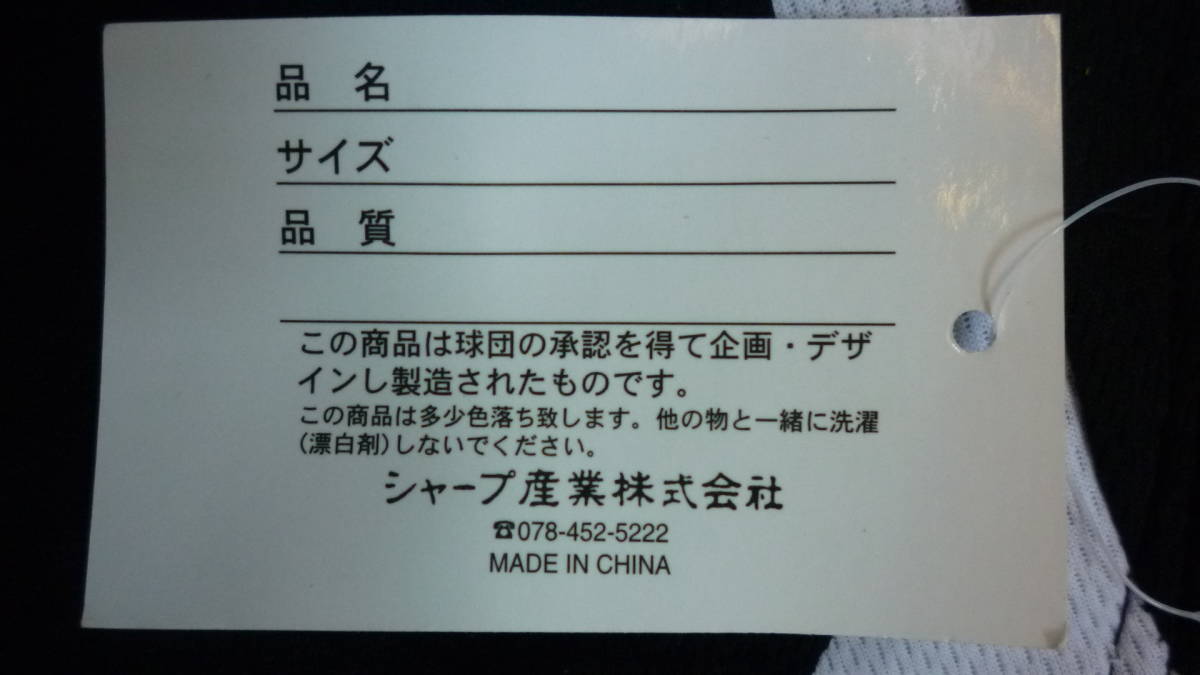 品 名
サイズ
品 質
この商品は球団の承認を得て企画・デザ
インし製造されたものです。
この商品は多少色落ち致します。他の物と一緒に洗濯
(漂白剤)しないでください。
シャープ産業株式会社
☎078-452-5222
MADE IN CHINA